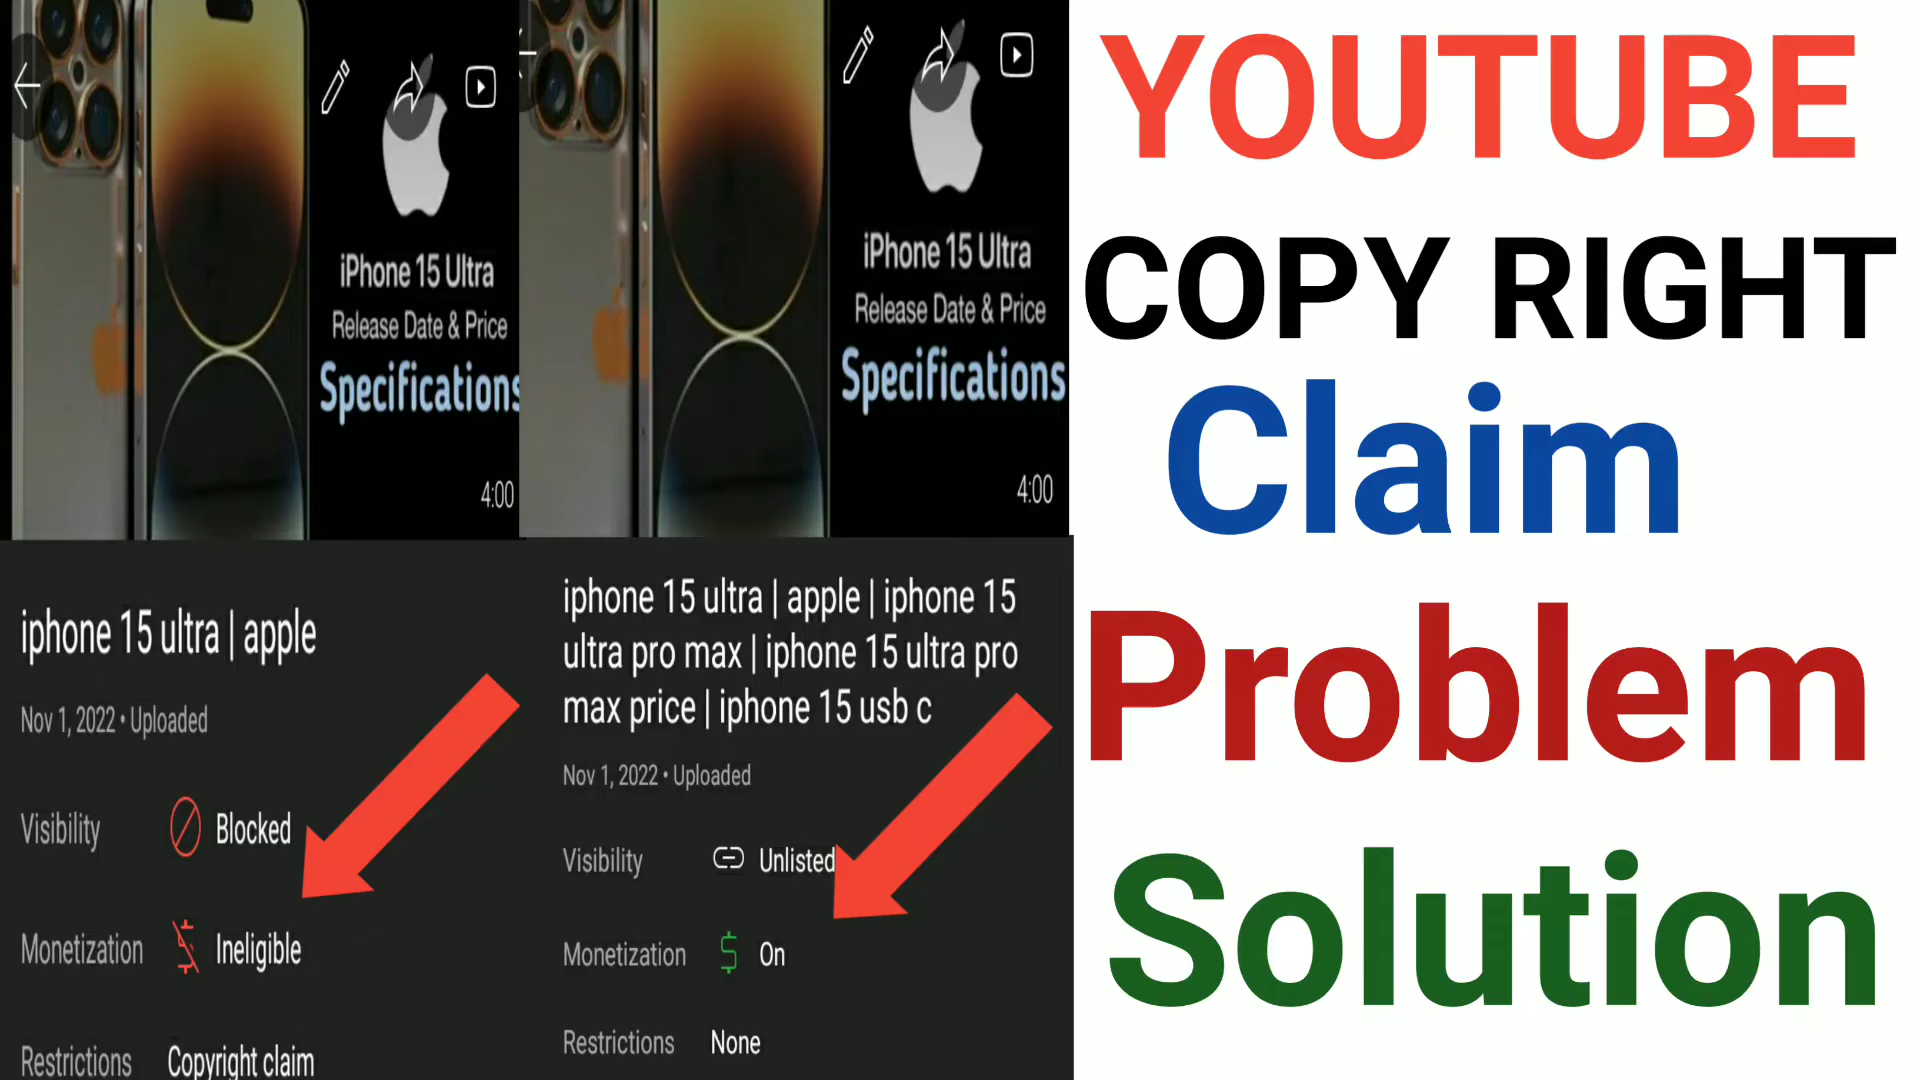 iPhone 15 Ultra
Release Date & Price
Specifications
4:00
iphone 15 ultra | apple
Nov 1, 2022 • Uploaded
Visibility Blocked
Monetization Ineligible
Restrictions Copyright claim
iPhone 15 Ultra
Release Date & Price
Specifications
4:00
iphone 15 ultra | apple | iphone 15
ultra pro max | iphone 15 ultra pro
max price | iphone 15 usb c
Nov 1, 2022 • Uploaded
Visibility Unlisted
Monetization On
Restrictions None
YOUTUBE
COPY RIGHT
Claim
Problem
Solution